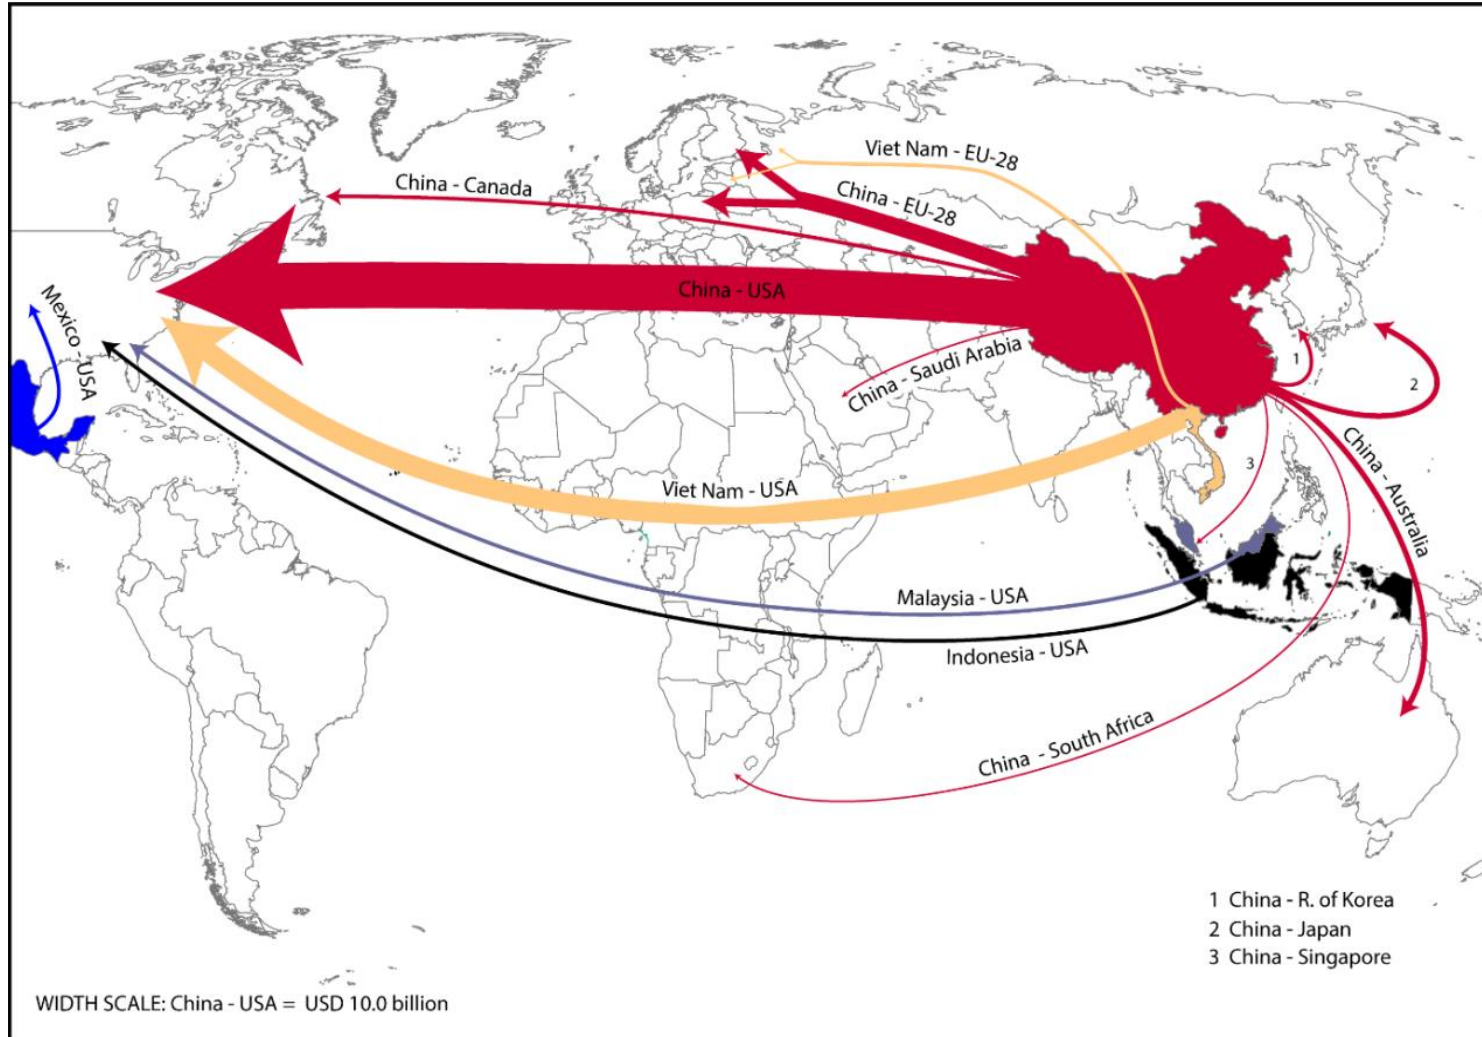 Viet Nam - EU-28
China - Canada
China - EU-28
China - USA
Mexico - USA
China - Saudi Arabia
1
2
China - Australia
3
Viet Nam - USA
Malaysia - USA
Indonesia - USA
China - South Africa
1 China - R. of Korea
2 China - Japan
3 China - Singapore
WIDTH SCALE: China - USA = USD 10.0 billion